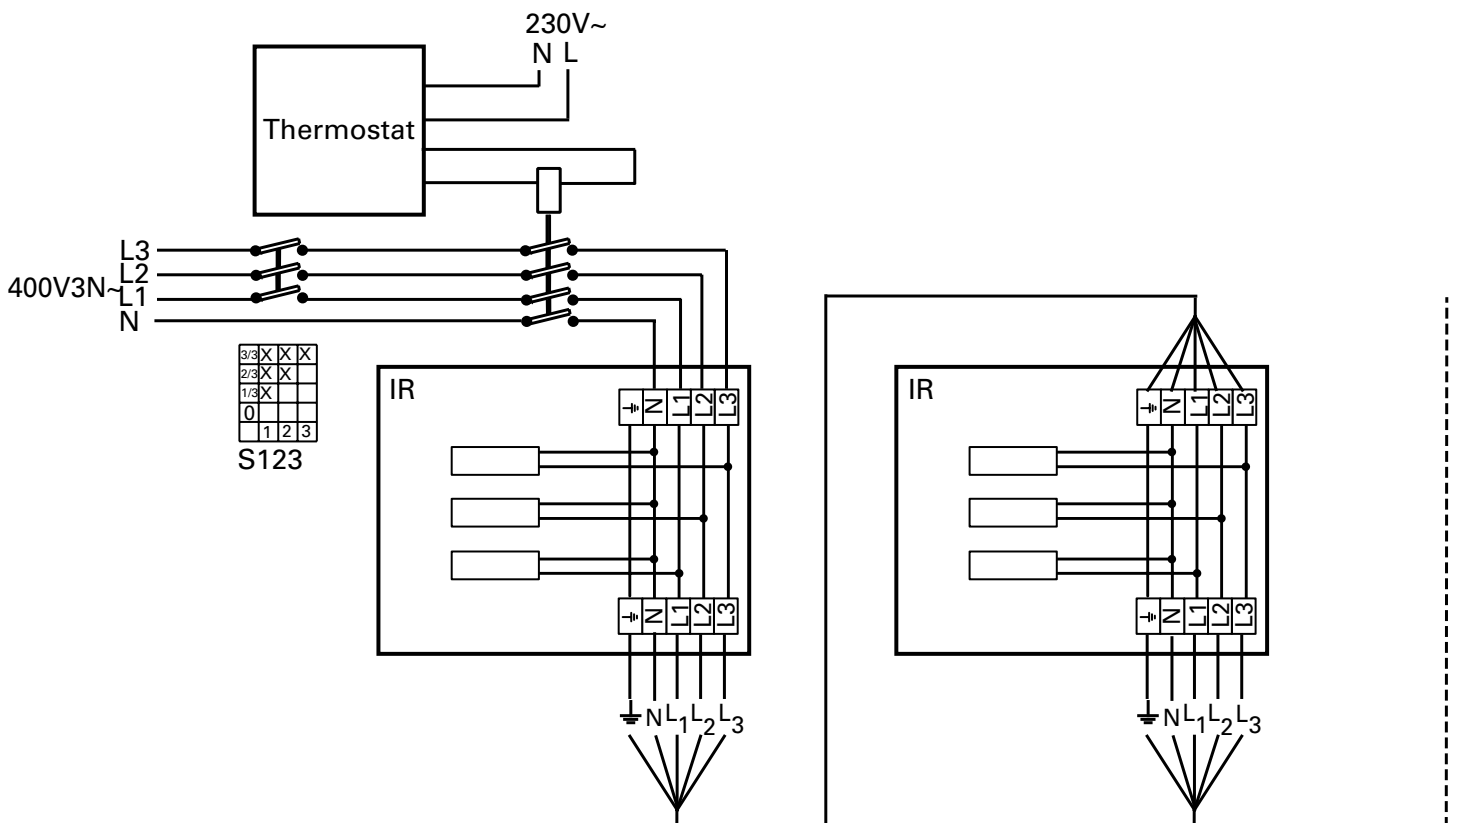 230V~
N L
Thermostat
L3
L2
400V3N~
L1
N
3/3 X X X
2/3 X X
1/3 X
0
1 2 3
S123
IR
N L1 L2 L3
N L1 L2 L3
N L1 L2 L3
IR
N L1 L2 L3
N L1 L2 L3
N L1 L2 L3